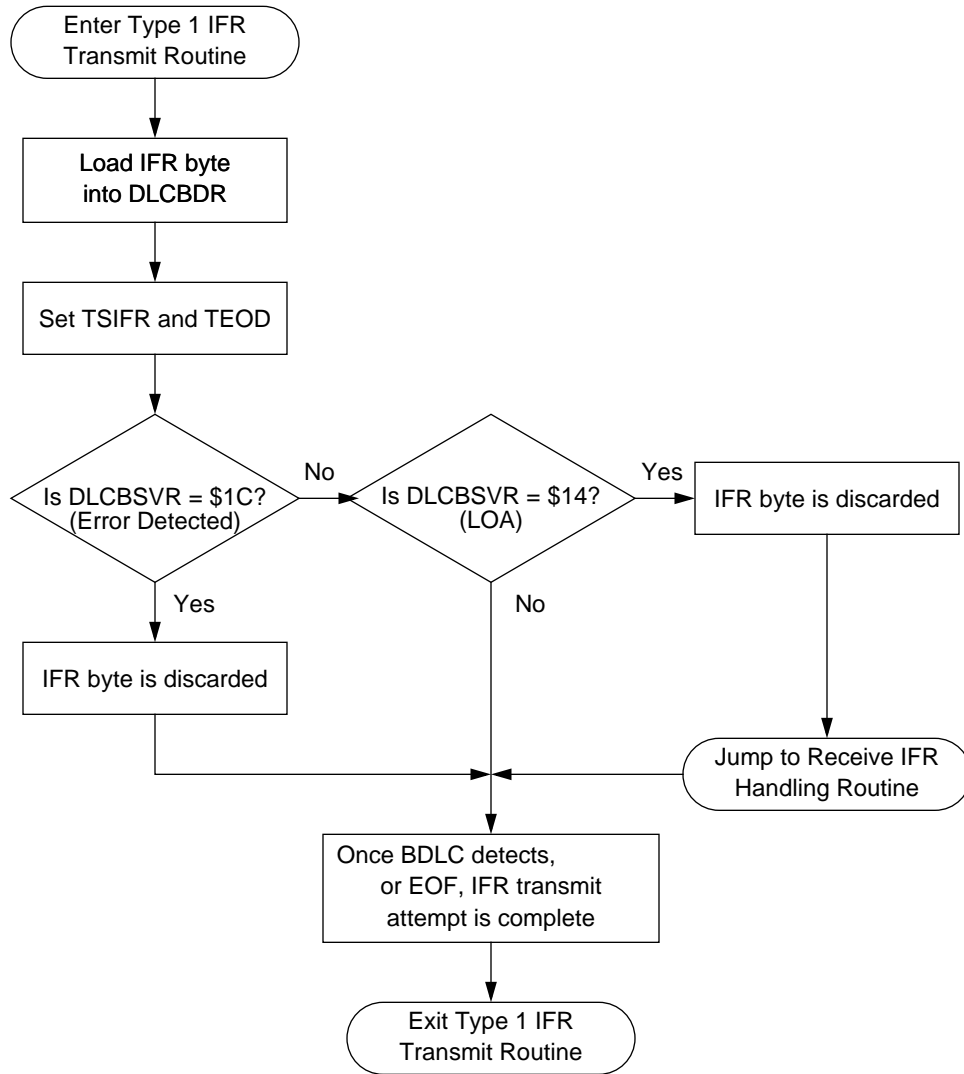 Enter Type 1 IFR
Transmit Routine
Load IFR byte
into DLCBDR
Set TSIFR and TEOD
Is DLCBSVR = $1C?
(Error Detected)
No
Is DLCBSVR = $14?
(LOA)
Yes
IFR byte is discarded
Yes
No
IFR byte is discarded
Jump to Receive IFR
Handling Routine
Once BDLC detects,
or EOF, IFR transmit
attempt is complete
Exit Type 1 IFR
Transmit Routine